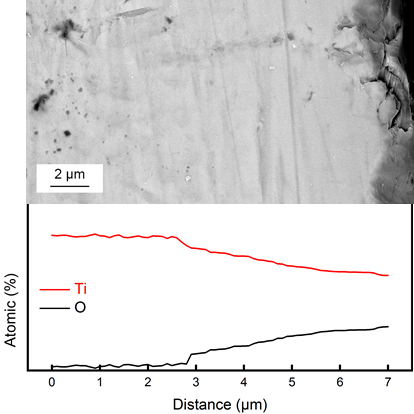 2 μm
Ti
O
Atomic (%)
0 1 2 3 4 5 6 7
Distance (μm)